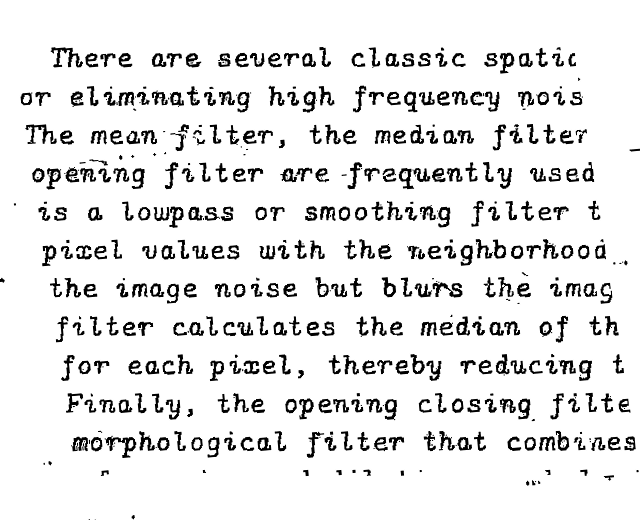 There are several classic spatic
or eliminating high frequency nois
The mean filter, the median filter
opening filter are frequently used
is a lowpass or smoothing filter t
pixel values with the neighborhood
the image noise but blurs the imag
filter calculates the median of th
for each pixel, thereby reducing t
Finally, the opening closing filte
morphological filter that combines